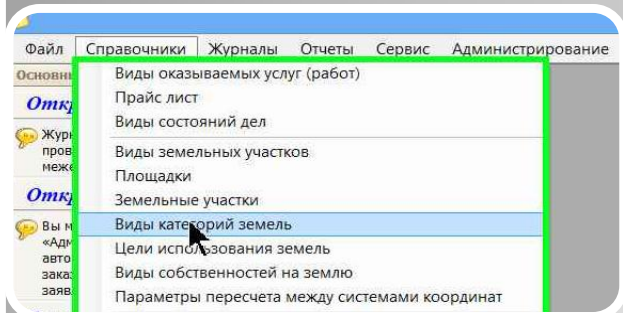 Файл Справочники Журналы Отчеты Сервис Администрирование
Виды оказываемых услуг (работ)
Прайс лист
Виды состояний дел
Виды земельных участков
Площадки
Земельные участки
Виды категорий земель
Цели использования земель
Виды собственностей на землю
Параметры пересчета между системами координат